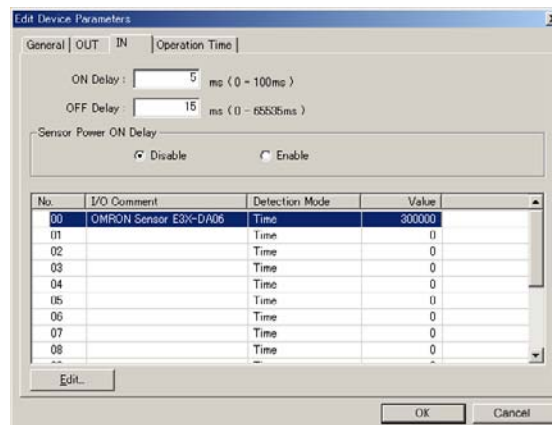 Edit Device Parameters
General OUT IN Operation Time
ON Delay : 5 ms ( 0 - 100ms )
OFF Delay : 15 ms ( 0 - 65535ms )
Sensor Power ON Delay
Disable Enable
No. I/O Comment Detection Mode Value
00 OMRON Sensor E3X-DA06 Time 300000
01 Time 0
02 Time 0
03 Time 0
04 Time 0
05 Time 0
06 Time 0
07 Time 0
08 Time 0
Edit...
OK Cancel